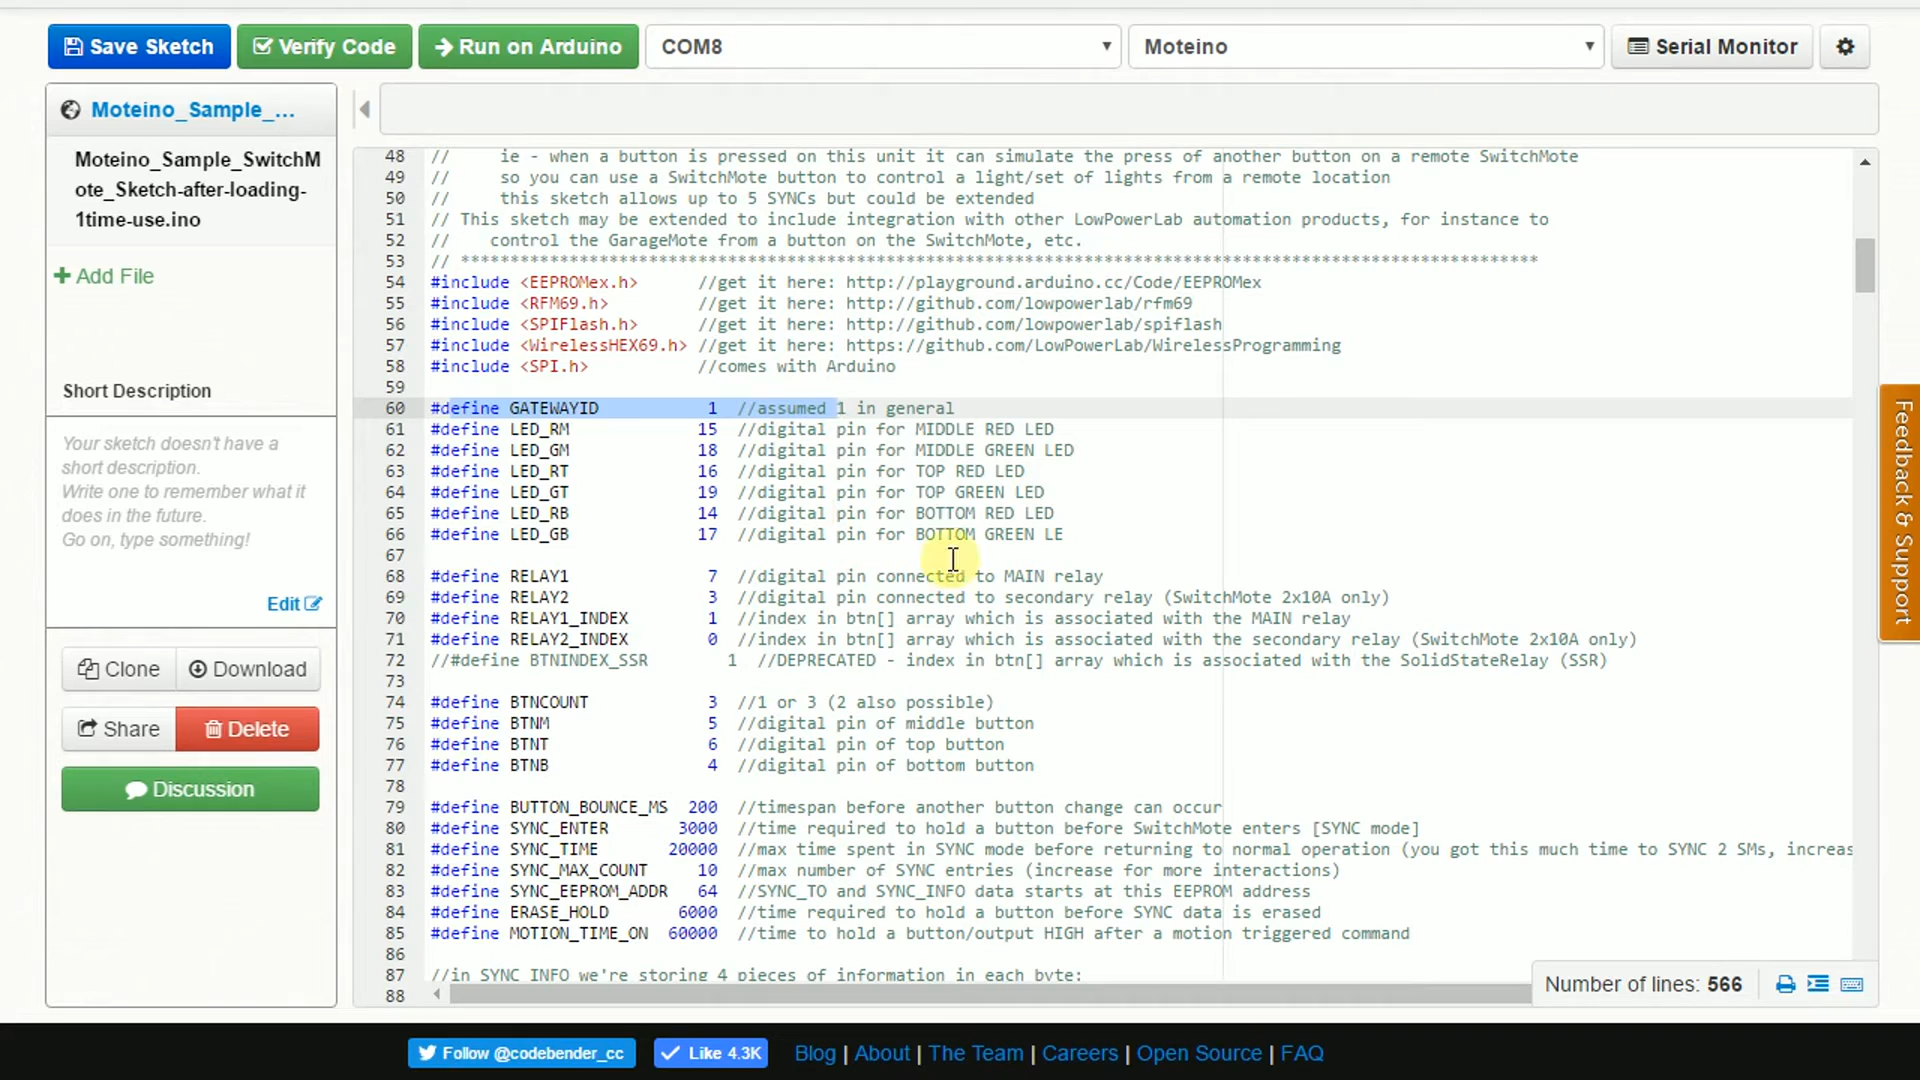 Save Sketch
Verify Code
Run on Arduino
COM8
Moteino
Serial Monitor
Moteino_Sample_...
Moteino_Sample_SwitchM
ote_Sketch-after-loading-
1time-use.ino
Add File
Short Description
Your sketch doesn't have a
short description.
Write one to remember what it
does in the future.
Go on, type something!
Edit
Clone
Download
Share
Delete
Discussion
48 //     ie - when a button is pressed on this unit it can simulate the press of another button on a remote SwitchMote
49 //     so you can use a SwitchMote button to control a light/set of lights from a remote location
50 //     this sketch allows up to 5 SYNCs but could be extended
51 // This sketch may be extended to include integration with other LowPowerLab automation products, for instance to
52 //    control the GarageMote from a button on the SwitchMote, etc.
53 // *************************************************************************************************************
54 #include <EEPROMex.h>      //get it here: http://playground.arduino.cc/Code/EEPROMex
55 #include <RFM69.h>         //get it here: http://github.com/lowpowerlab/rfm69
56 #include <SPIFlash.h>      //get it here: http://github.com/lowpowerlab/spiflash
57 #include <WirelessHEX69.h> //get it here: https://github.com/LowPowerLab/WirelessProgramming
58 #include <SPI.h>           //comes with Arduino
59
60 #define GATEWAYID           1  //assumed 1 in general
61 #define LED_RM             15  //digital pin for MIDDLE RED LED
62 #define LED_GM             18  //digital pin for MIDDLE GREEN LED
63 #define LED_RT             16  //digital pin for TOP RED LED
64 #define LED_GT             19  //digital pin for TOP GREEN LED
65 #define LED_RB             14  //digital pin for BOTTOM RED LED
66 #define LED_GB             17  //digital pin for BOTTOM GREEN LE
67
68 #define RELAY1              7  //digital pin connected to MAIN relay
69 #define RELAY2              3  //digital pin connected to secondary relay (SwitchMote 2x10A only)
70 #define RELAY1_INDEX        1  //index in btn[] array which is associated with the MAIN relay
71 #define RELAY2_INDEX        0  //index in btn[] array which is associated with the secondary relay (SwitchMote 2x10A only)
72 //#define BTNINDEX_SSR        1  //DEPRECATED - index in btn[] array which is associated with the SolidStateRelay (SSR)
73
74 #define BTNCOUNT            3  //1 or 3 (2 also possible)
75 #define BTNM                5  //digital pin of middle button
76 #define BTNT                6  //digital pin of top button
77 #define BTNB                4  //digital pin of bottom button
78
79 #define BUTTON_BOUNCE_MS  200  //timespan before another button change can occur
80 #define SYNC_ENTER       3000  //time required to hold a button before SwitchMote enters [SYNC mode]
81 #define SYNC_TIME       20000  //max time spent in SYNC mode before returning to normal operation (you got this much time to SYNC 2 SMs, increas
82 #define SYNC_MAX_COUNT     10  //max number of SYNC entries (increase for more interactions)
83 #define SYNC_EEPROM_ADDR   64  //SYNC_TO and SYNC_INFO data starts at this EEPROM address
84 #define ERASE_HOLD       6000  //time required to hold a button before SYNC data is erased
85 #define MOTION_TIME_ON  60000  //time to hold a button/output HIGH after a motion triggered command
86
87 //in SYNC_INFO we're storing 4 pieces of information in each byte:
88
Number of lines: 566
Feedback & Support
Follow @codebender_cc
Like 4.3K
Blog | About | The Team | Careers | Open Source | FAQ